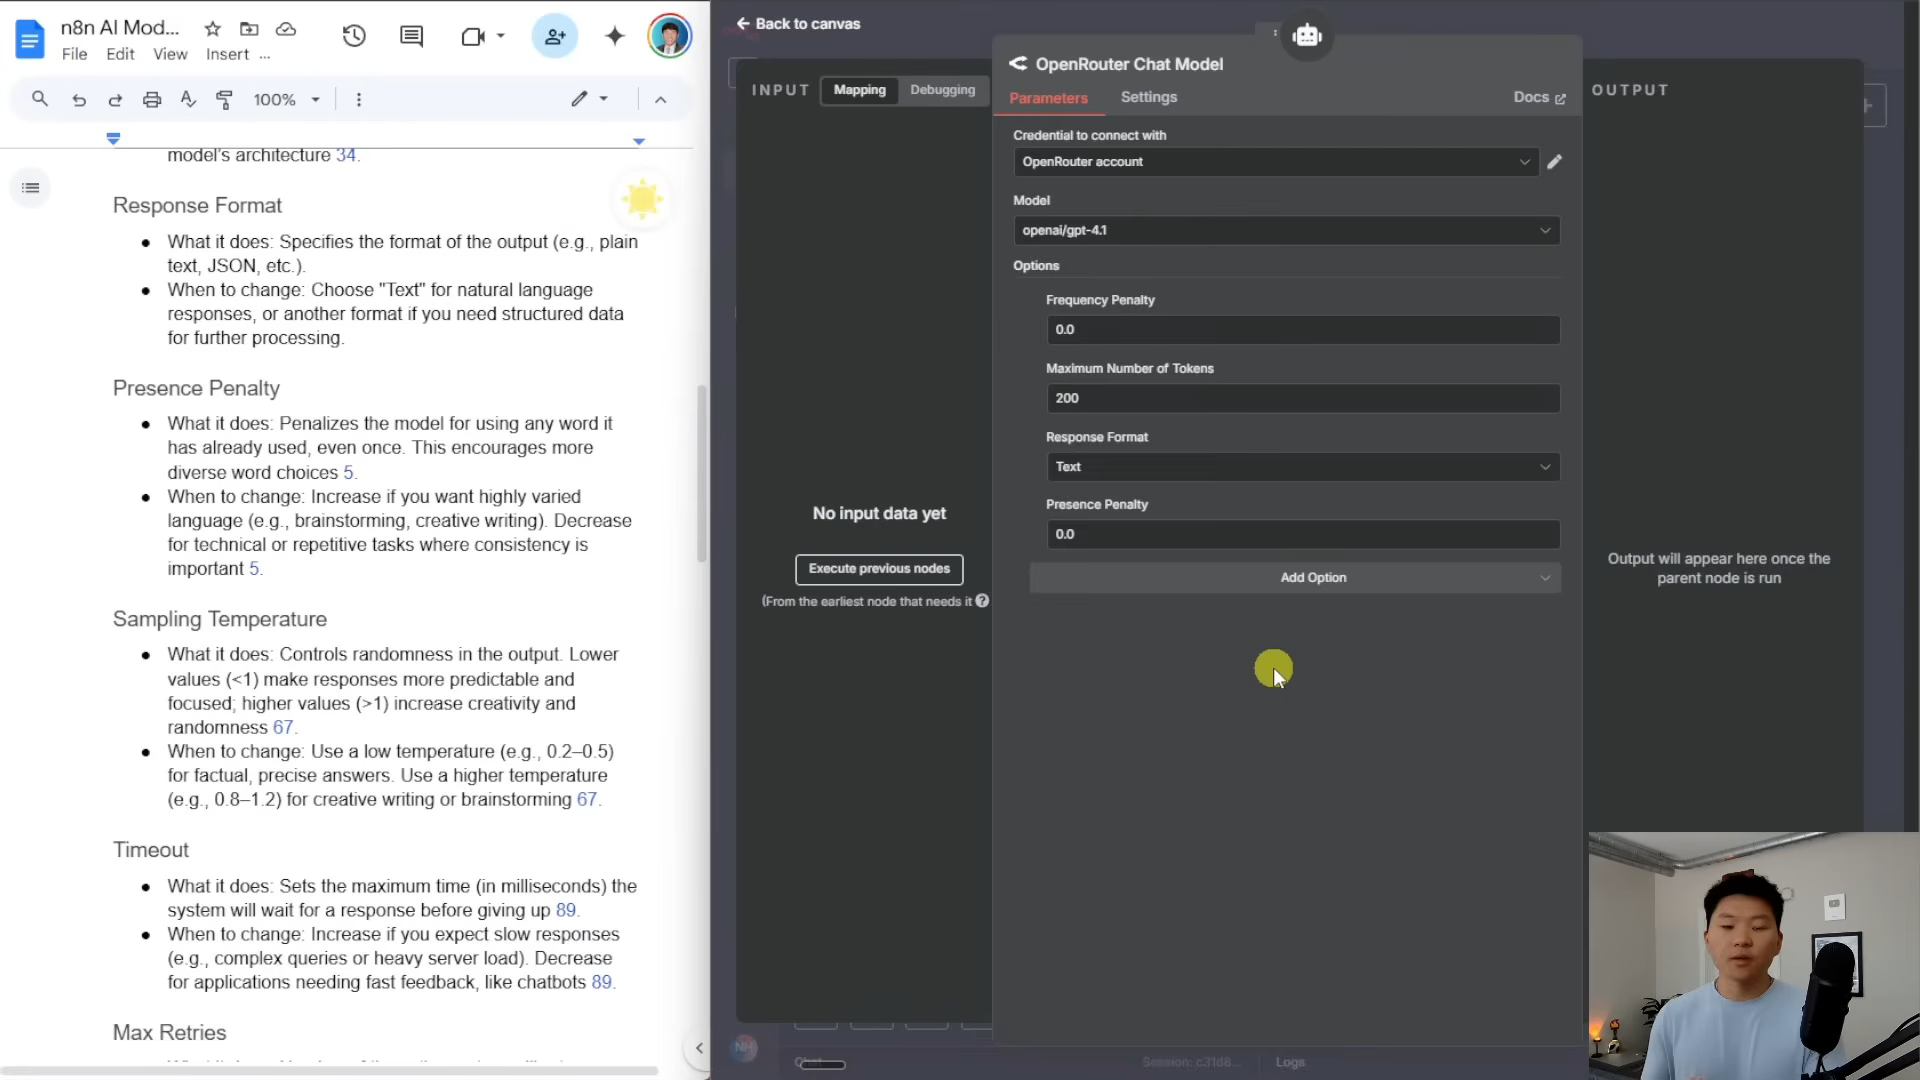 n8n AI Mod...
File Edit View Insert ...
100%
model's architecture 34.
Response Format
What it does: Specifies the format of the output (e.g., plain
text, JSON, etc.).
When to change: Choose "Text" for natural language
responses, or another format if you need structured data
for further processing.
Presence Penalty
What it does: Penalizes the model for using any word it
has already used, even once. This encourages more
diverse word choices 5.
When to change: Increase if you want highly varied
language (e.g., brainstorming, creative writing). Decrease
for technical or repetitive tasks where consistency is
important 5.
Sampling Temperature
What it does: Controls randomness in the output. Lower
values (<1) make responses more predictable and
focused; higher values (>1) increase creativity and
randomness 67.
When to change: Use a low temperature (e.g., 0.2–0.5)
for factual, precise answers. Use a higher temperature
(e.g., 0.8–1.2) for creative writing or brainstorming 67.
Timeout
What it does: Sets the maximum time (in milliseconds) the
system will wait for a response before giving up 89.
When to change: Increase if you expect slow responses
(e.g., complex queries or heavy server load). Decrease
for applications needing fast feedback, like chatbots 89.
Max Retries
Back to canvas
INPUT
Mapping Debugging
No input data yet
Execute previous nodes
(From the earliest node that needs it
OpenRouter Chat Model
Parameters Settings Docs
Credential to connect with
OpenRouter account
Model
openai/gpt-4.1
Options
Frequency Penalty
0.0
Maximum Number of Tokens
200
Response Format
Text
Presence Penalty
0.0
Add Option
OUTPUT
Output will appear here once the
parent node is run
NH
Chat
Session: c31d8...
Logs